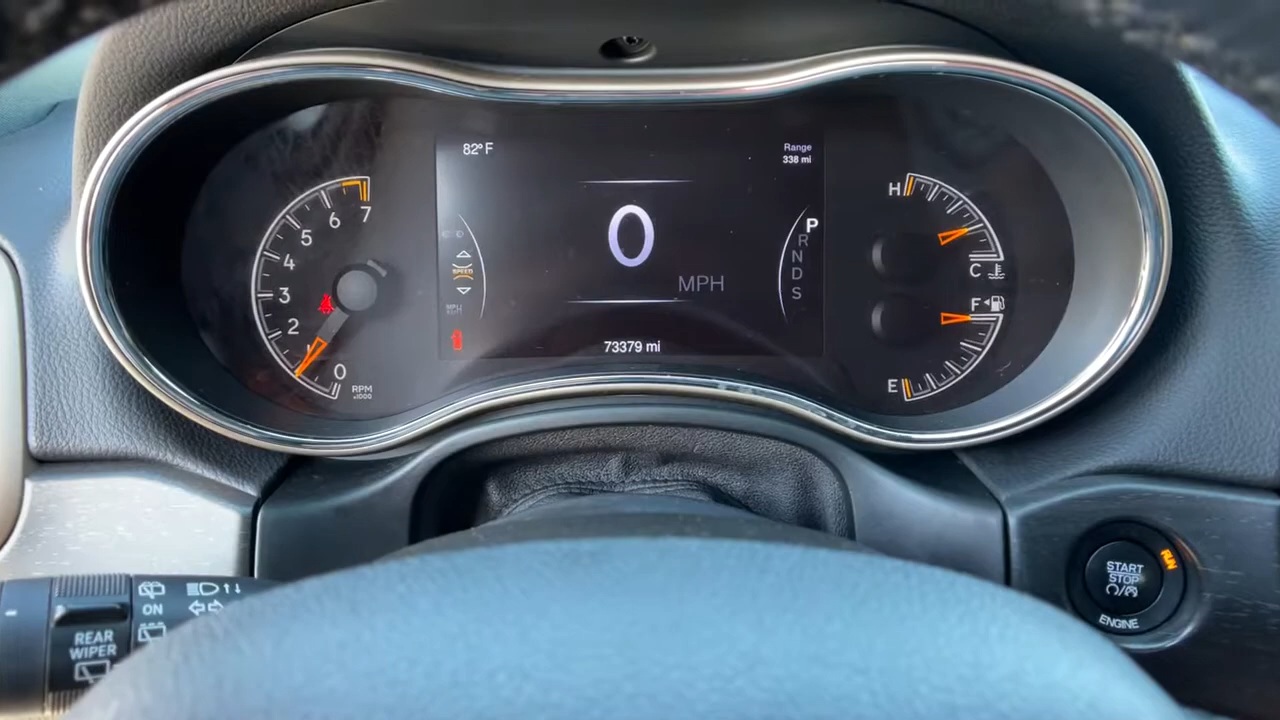 82° F
Range
338 mi
7
6
5
4
3
2
1
0
RPM
x1000
SPEED
0
MPH
P
R
N
D
S
73379 mi
H
C
F
E
REAR
WIPER
ON
START
STOP
ENGINE
RUN